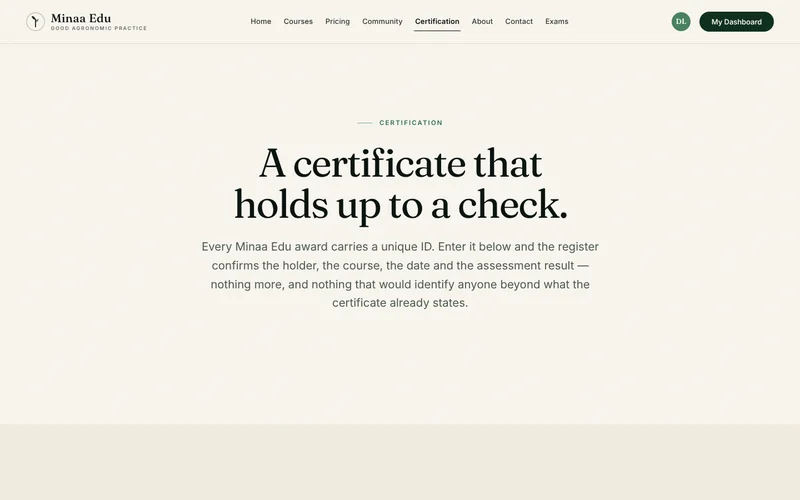 Minaa Edu
GOOD AGRONOMIC PRACTICE
Home
Courses
Pricing
Community
Certification
About
Contact
Exams
DL
My Dashboard
CERTIFICATION
A certificate that
holds up to a check.
Every Minaa Edu award carries a unique ID. Enter it below and the register
confirms the holder, the course, the date and the assessment result —
nothing more, and nothing that would identify anyone beyond what the
certificate already states.